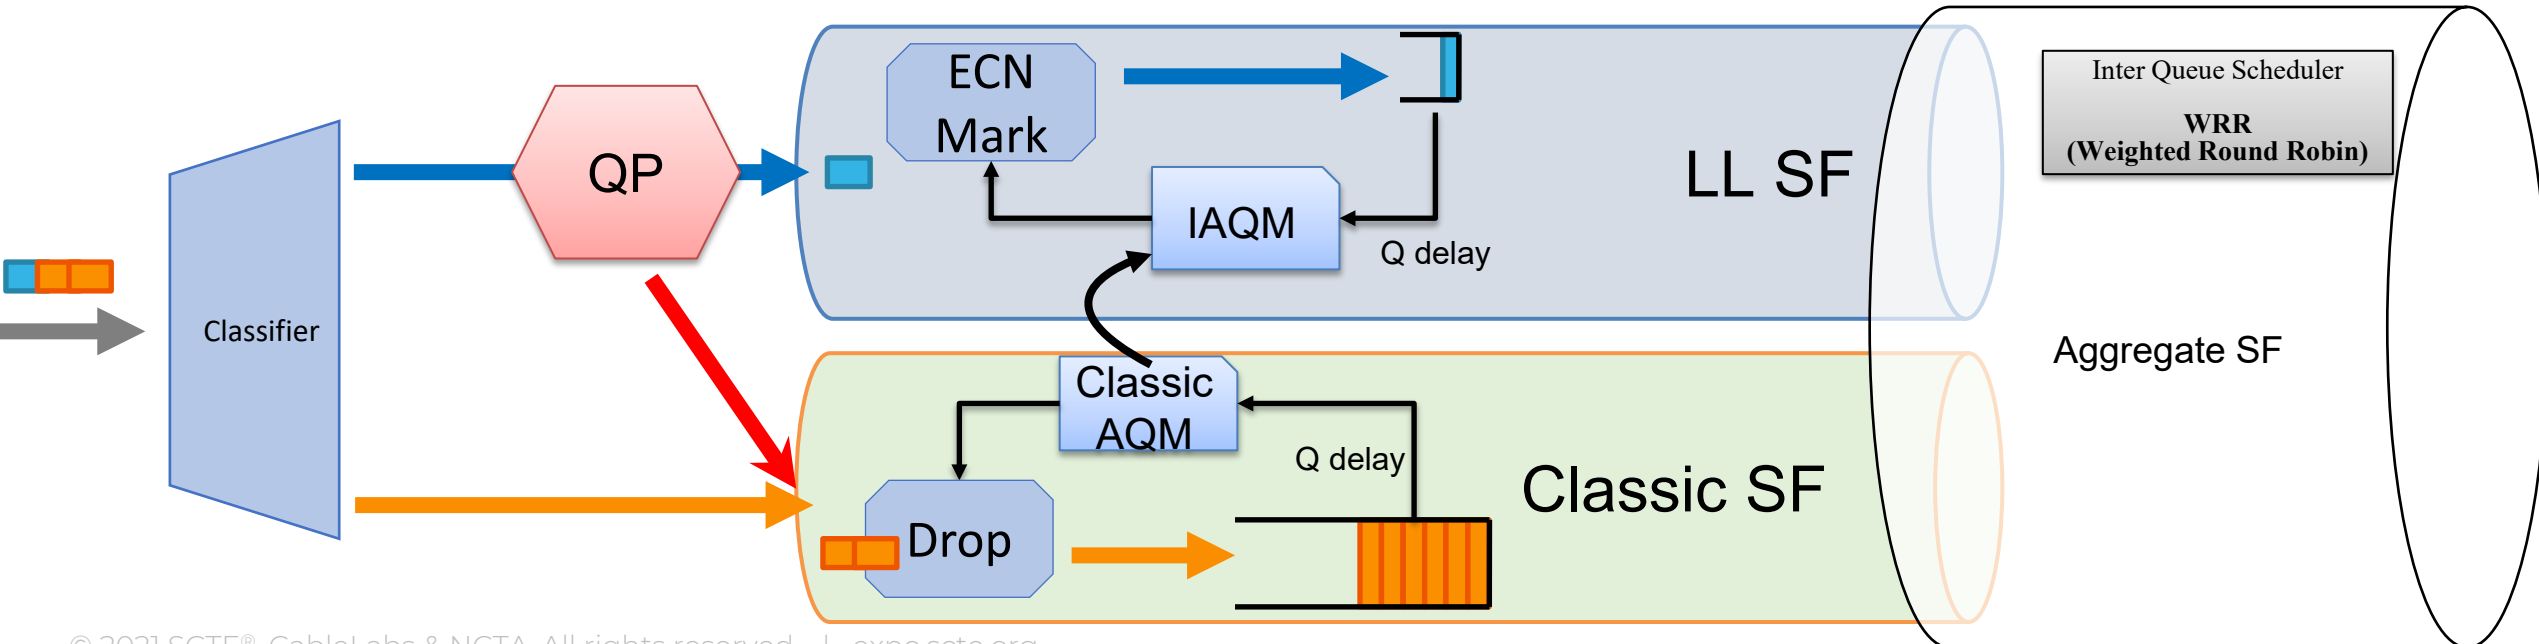 Classifier
QP
ECN
Mark
IAQM
Q delay
LL SF
Classic
AQM
Q delay
Drop
Classic SF
Inter Queue Scheduler
WRR
(Weighted Round Robin)
Aggregate SF
© 2021 SCTE®, CableLabs & NCTA. All rights reserved. | expo.scte.org